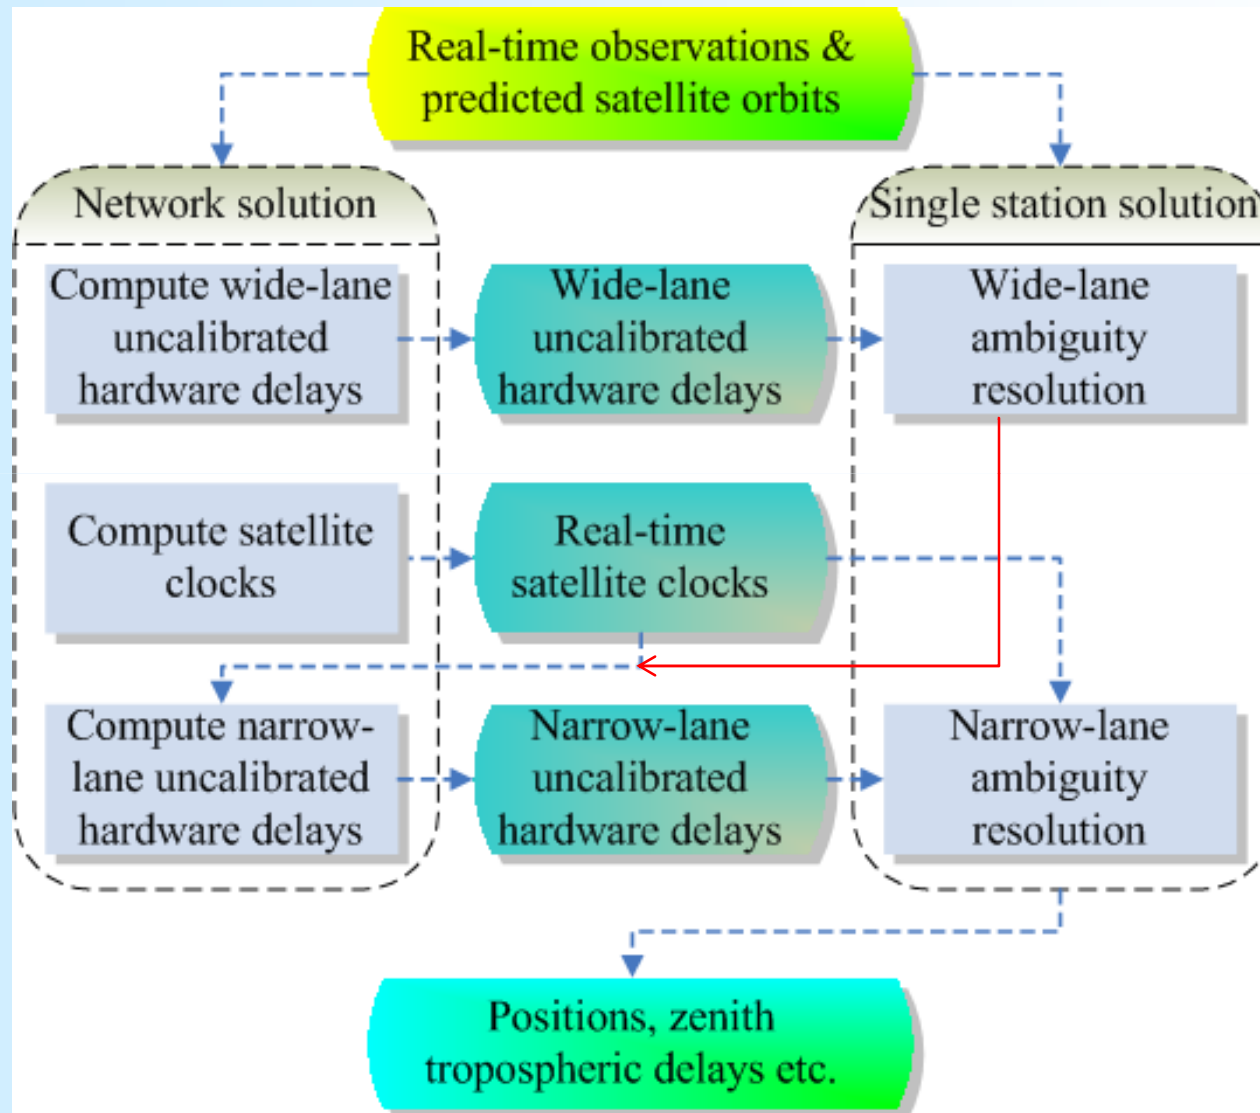 Real-time observations &
predicted satellite orbits
Network solution
Single station solution
Compute wide-lane
uncalibrated
hardware delays
Wide-lane
uncalibrated
hardware delays
Wide-lane
ambiguity
resolution
Compute satellite
clocks
Real-time
satellite clocks
Compute narrow-
lane uncalibrated
hardware delays
Narrow-lane
uncalibrated
hardware delays
Narrow-lane
ambiguity
resolution
Positions, zenith
tropospheric delays etc.